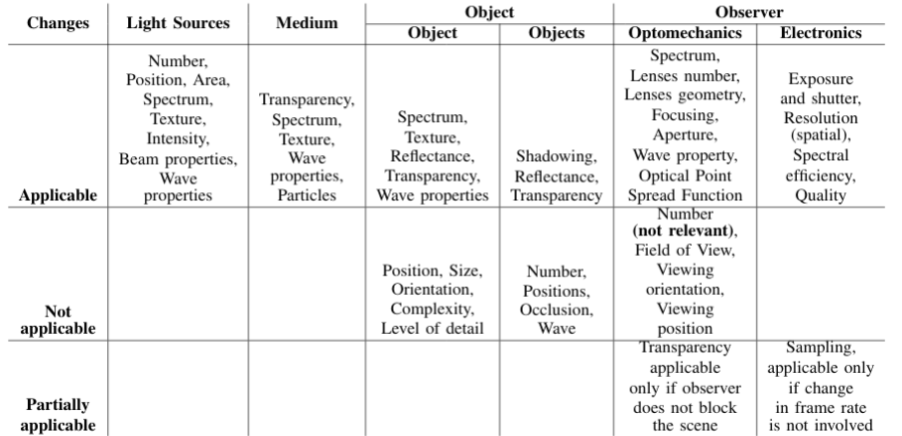 Changes
Light Sources
Medium
Object
Observer
Object
Objects
Optomechanics
Electronics
Applicable
Number,
Position, Area,
Spectrum,
Texture,
Intensity,
Beam properties,
Wave
properties
Transparency,
Spectrum,
Texture,
Wave
properties,
Particles
Spectrum,
Texture,
Reflectance,
Transparency,
Wave properties
Shadowing,
Reflectance,
Transparency
Spectrum,
Lenses number,
Lenses geometry,
Focusing,
Aperture,
Wave property,
Optical Point
Spread Function
Exposure
and shutter,
Resolution
(spatial),
Spectral
efficiency,
Quality
Not
applicable
Position, Size,
Orientation,
Complexity,
Level of detail
Number,
Positions,
Occlusion,
Wave
Number
(not relevant),
Field of View,
Viewing
orientation,
Viewing
position
Partially
applicable
Transparency
applicable
only if observer
does not block
the scene
Sampling,
applicable only
if change
in frame rate
is not involved